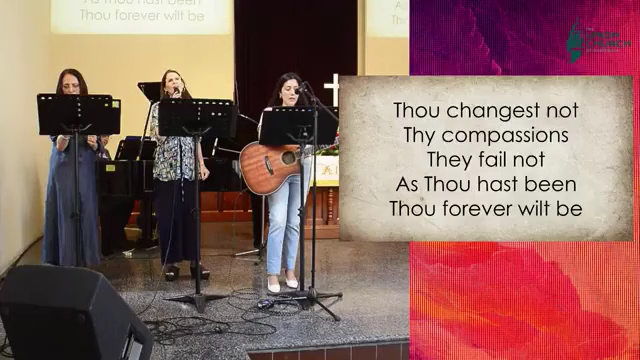 As Thou hast been
Thou forever wilt be
Thou changest not
Thy compassions
They fail not
As Thou hast been
Thou forever wilt be
CHURCH